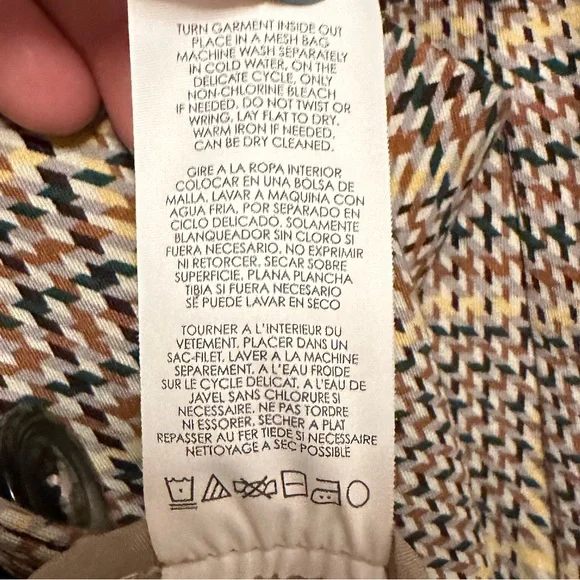 TURN GARMENT INSIDE OUT
PLACE IN A MESH BAG
MACHINE WASH SEPARATELY
IN COLD WATER, ON THE
DELICATE CYCLE, ONLY
NON-CHLORINE BLEACH
IF NEEDED, DO NOT TWIST OR
WRING, LAY FLAT TO DRY.
WARM IRON IF NEEDED.
CAN BE DRY CLEANED.
GIRE A LA ROPA INTERIOR
COLOCAR EN UNA BOLSA DE
MALLA, LAVAR A MAQUINA CON
AGUA FRIA, POR SEPARADO EN
CICLO DELICADO. SOLAMENTE
BLANQUEADOR SIN CLORO SI
FUERA NECESARIO, NO EXPRIMIR
NI RETORCER. SECAR SOBRE
SUPERFICIE, PLANA PLANCHA
TIBIA SI FUERA NECESARIO
SE PUEDE LAVAR EN SECO
TOURNER A L'INTERIEUR DU
VETEMENT, PLACER DANS UN
SAC-FILET. LAVER A LA MACHINE
SEPAREMENT. A L'EAU FROIDE
SUR LE CYCLE DELICAT, A L'EAU DE
JAVEL SANS CHLORURE SI
NECESSAIRE. NE PAS TORDRE
NI ESSORER. SECHER A PLAT
REPASSER AU FER TIEDE SI NECESSAIRE
NETTOYAGE A SEC POSSIBLE